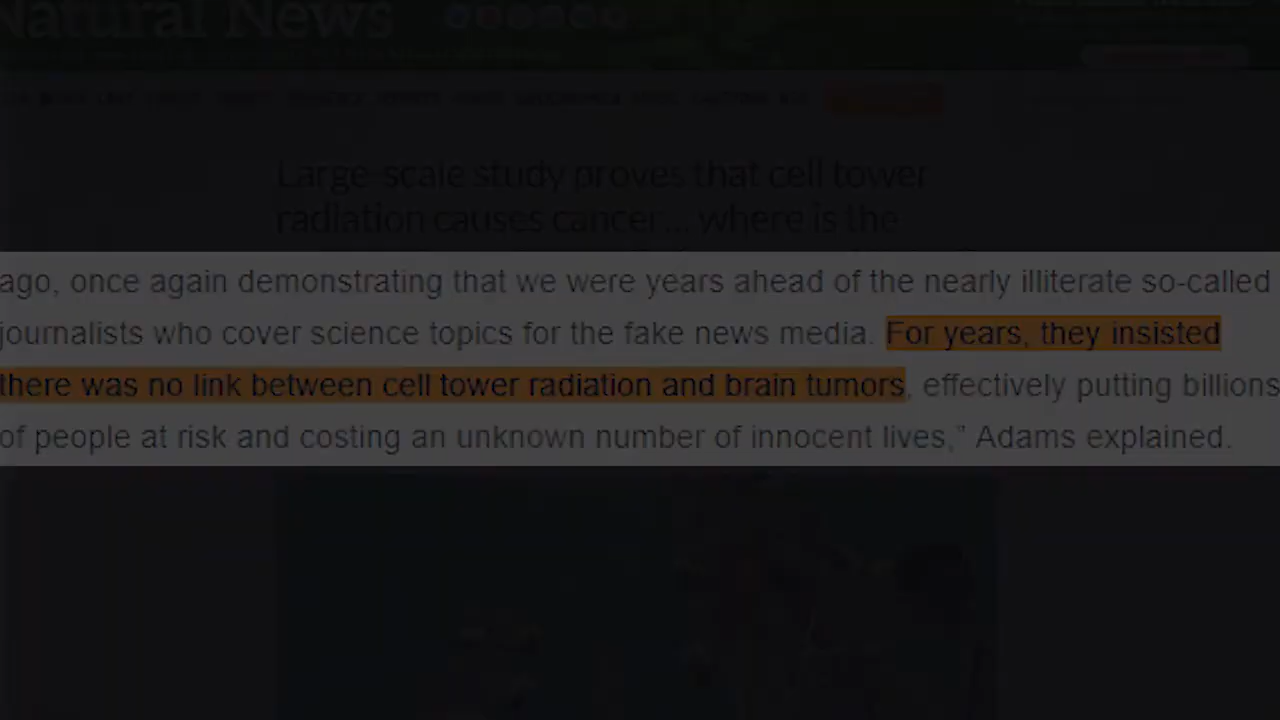 Natural News
Large-scale study proves that cell tower
radiation causes cancer... where is the
ago, once again demonstrating that we were years ahead of the nearly illiterate so-called
journalists who cover science topics for the fake news media. For years, they insisted
there was no link between cell tower radiation and brain tumors, effectively putting billions
of people at risk and costing an unknown number of innocent lives,” Adams explained.